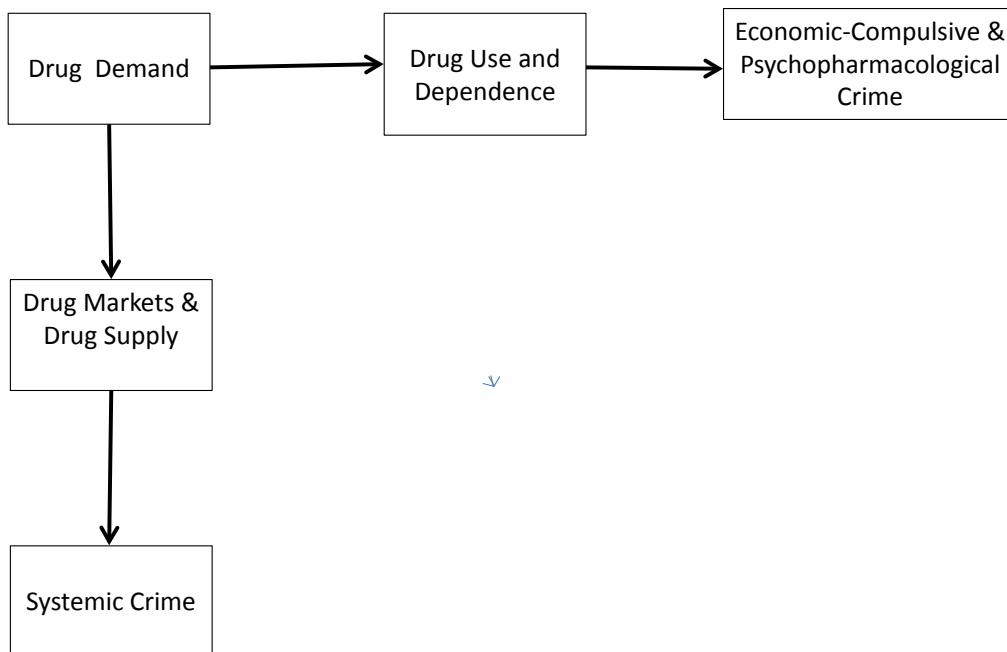 Drug Demand
Drug Use and
Dependence
Economic-Compulsive &
Psychopharmacological
Crime
Drug Markets &
Drug Supply
Systemic Crime